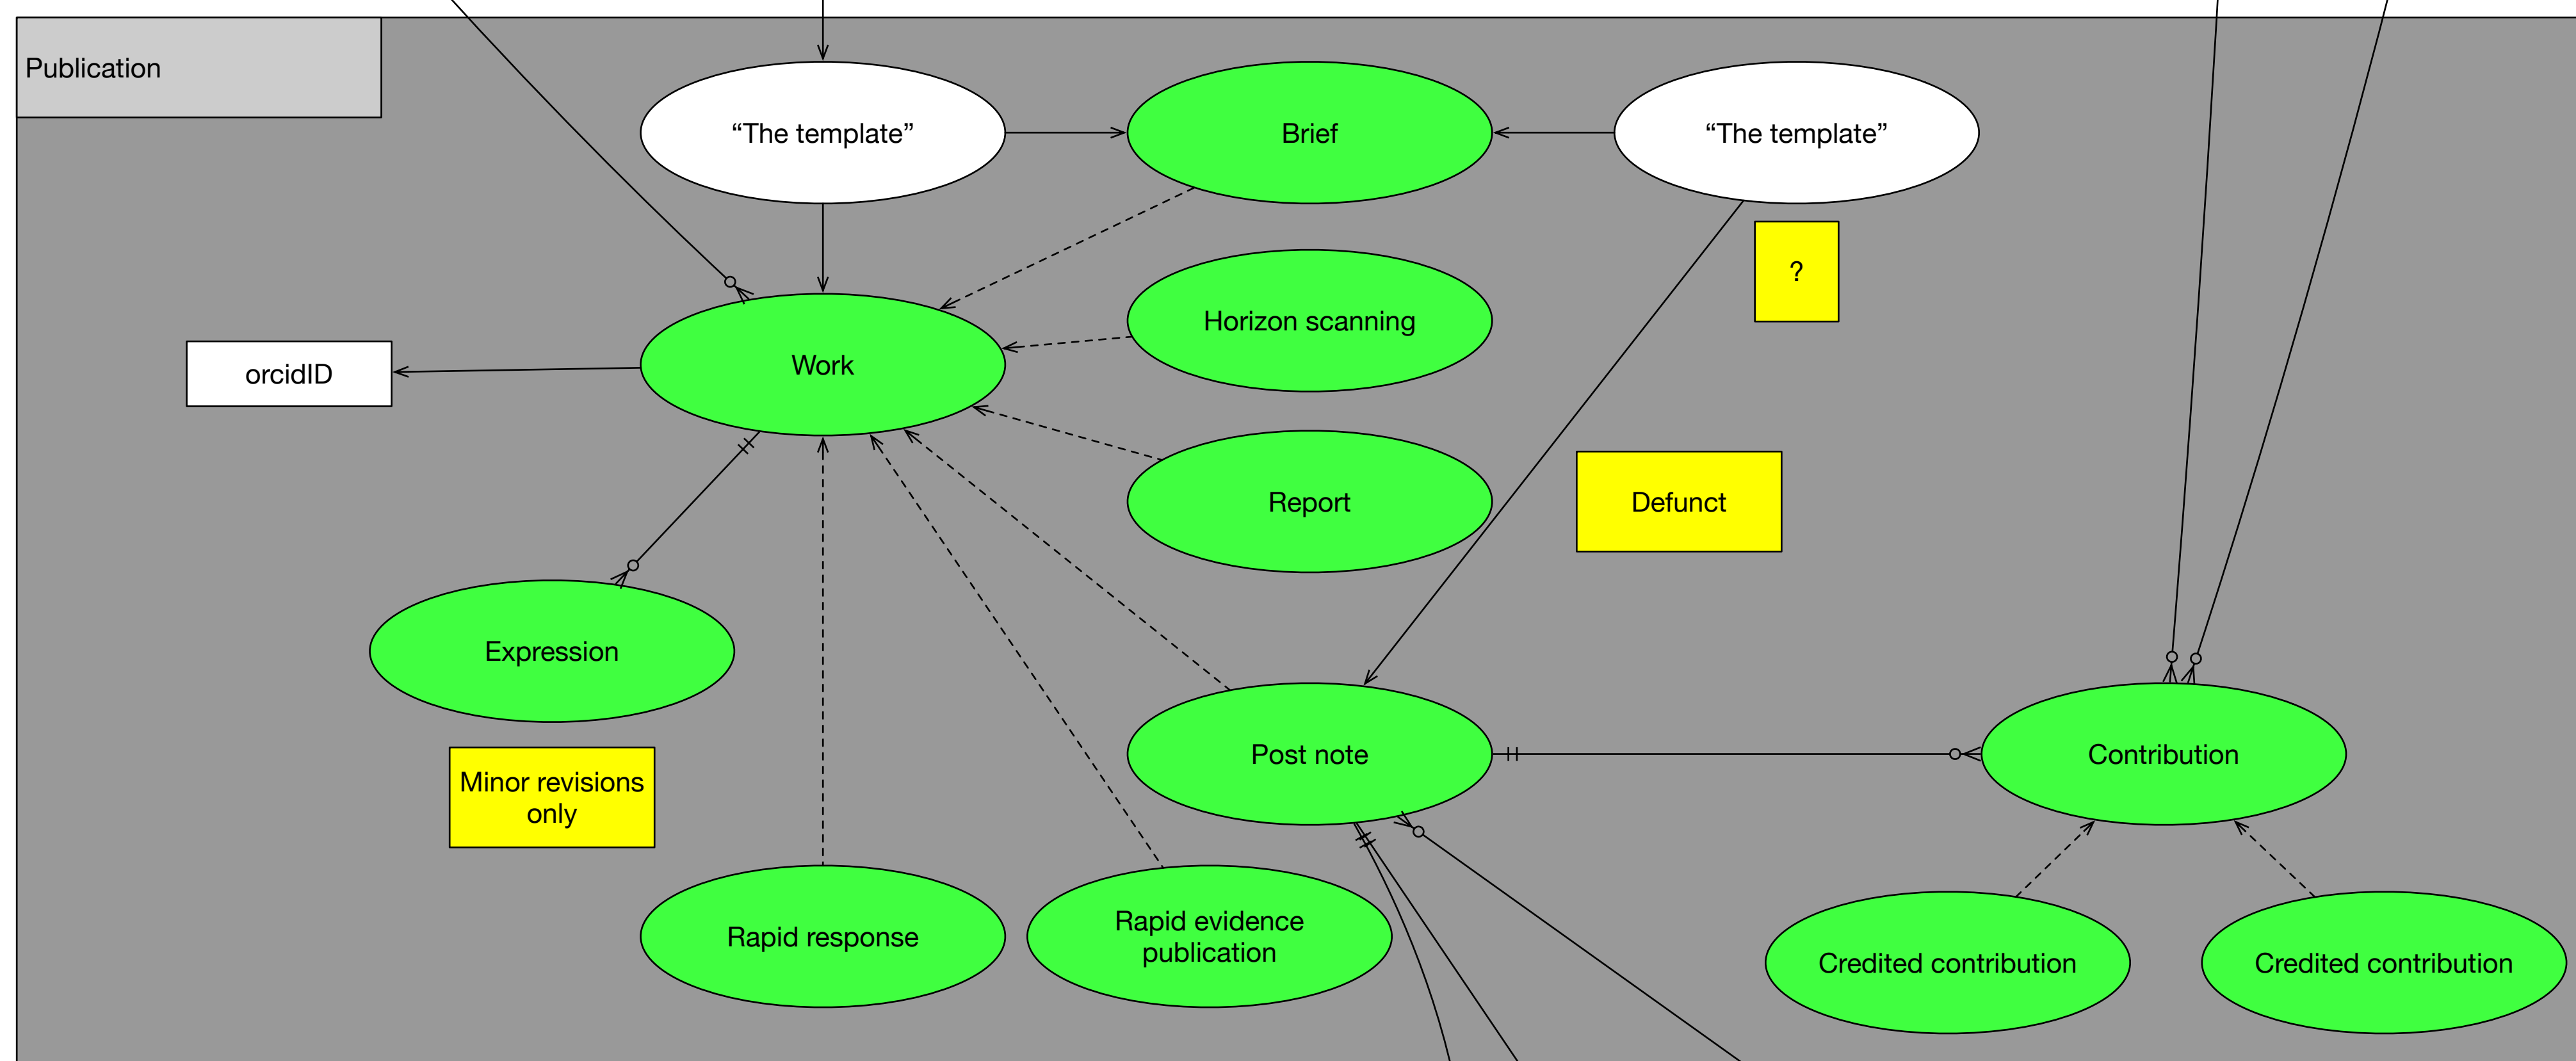 Publication
“The template”
Brief
“The template”
?
Horizon scanning
Work
orcidID
Report
Defunct
Expression
Minor revisions
only
Post note
Contribution
Rapid response
Rapid evidence
publication
Credited contribution
Credited contribution